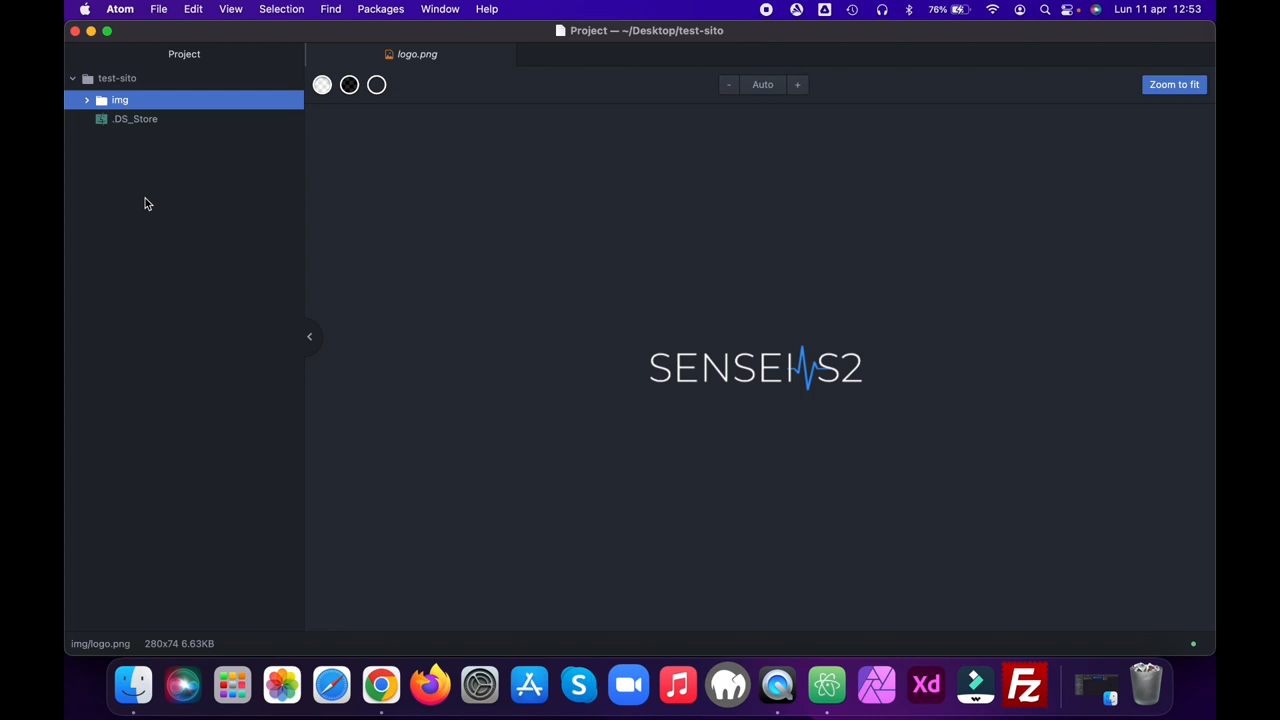 Atom File Edit View Selection Find Packages Window Help 76% Lun 11 apr 12:53
Project — ~/Desktop/test-sito
Project logo.png
test-sito
- Auto + Zoom to fit
img
.DS_Store
SENSEI S2
img/logo.png 280x74 6.63KB
S Xd Fz